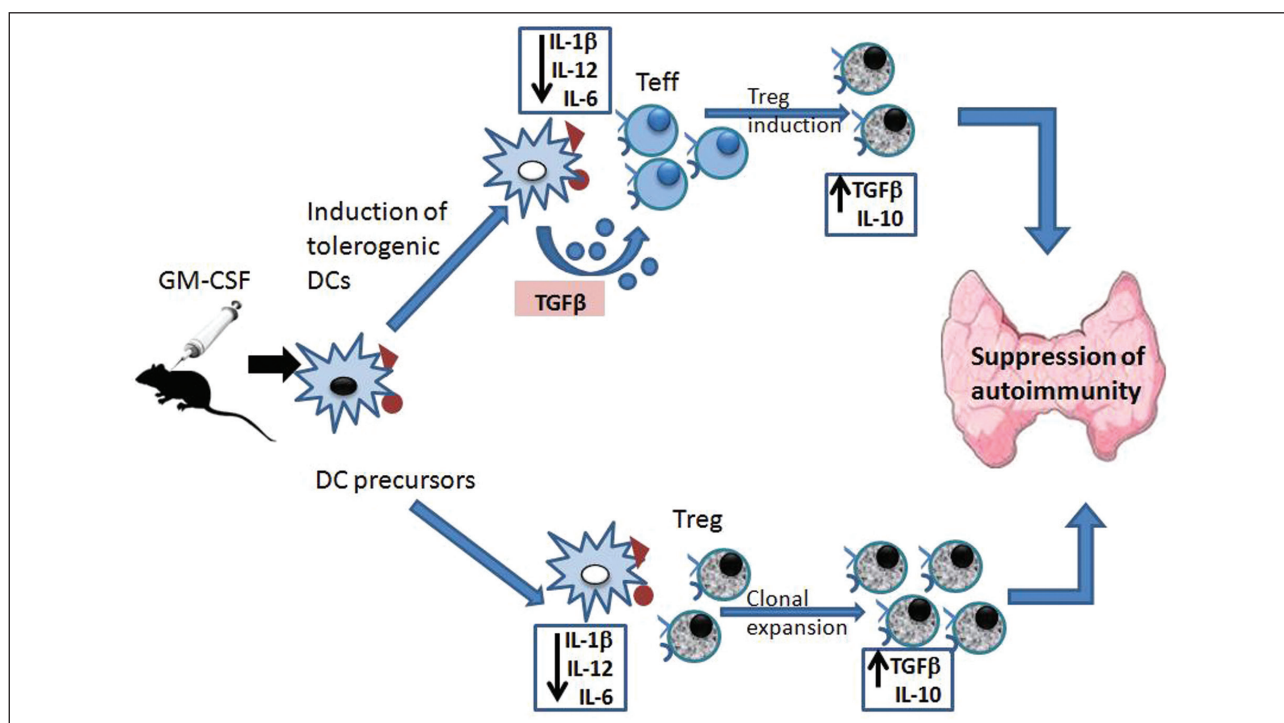 IL-1β
IL-12
IL-6
Teff
Treg
induction
TGFβ
IL-10
Induction of
tolerogenic
DCs
GM-CSF
TGFβ
Suppression of
autoimmunity
DC precursors
Treg
Clonal
expansion
IL-1β
IL-12
IL-6
TGFβ
IL-10